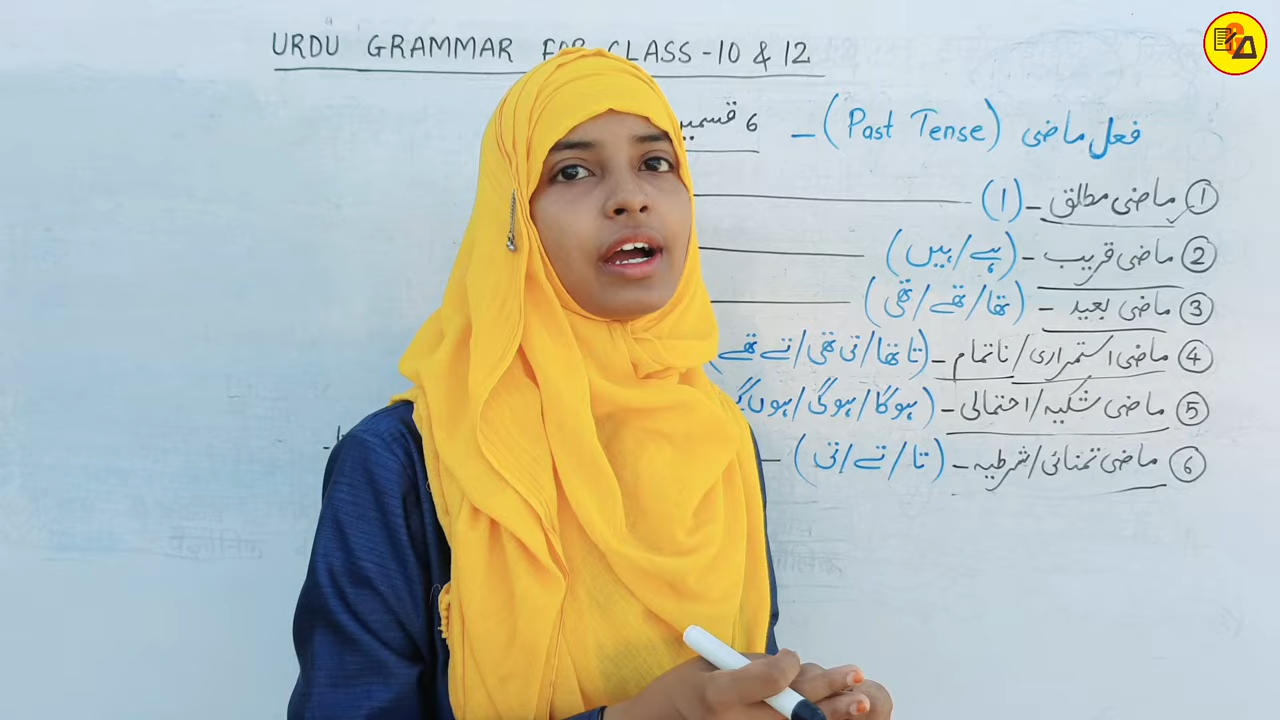 URDU GRAMMAR FOR CLASS-10 & 12
فعل ماضی (Past Tense) - 6 قسمیں
① ماضی مطلق - (ا)
② ماضی قریب - (ہے/ہیں)
③ ماضی بعید - (تھا/تھے/تھی)
④ ماضی استمراری/ناتمام - (تا تھا/تی تھی/تے تھے
⑤ ماضی شکیہ/احتمالی - (ہوگا/ہوگی/ہوں
⑥ ماضی تمنائی/شرطیہ - (تا/تے/تی)